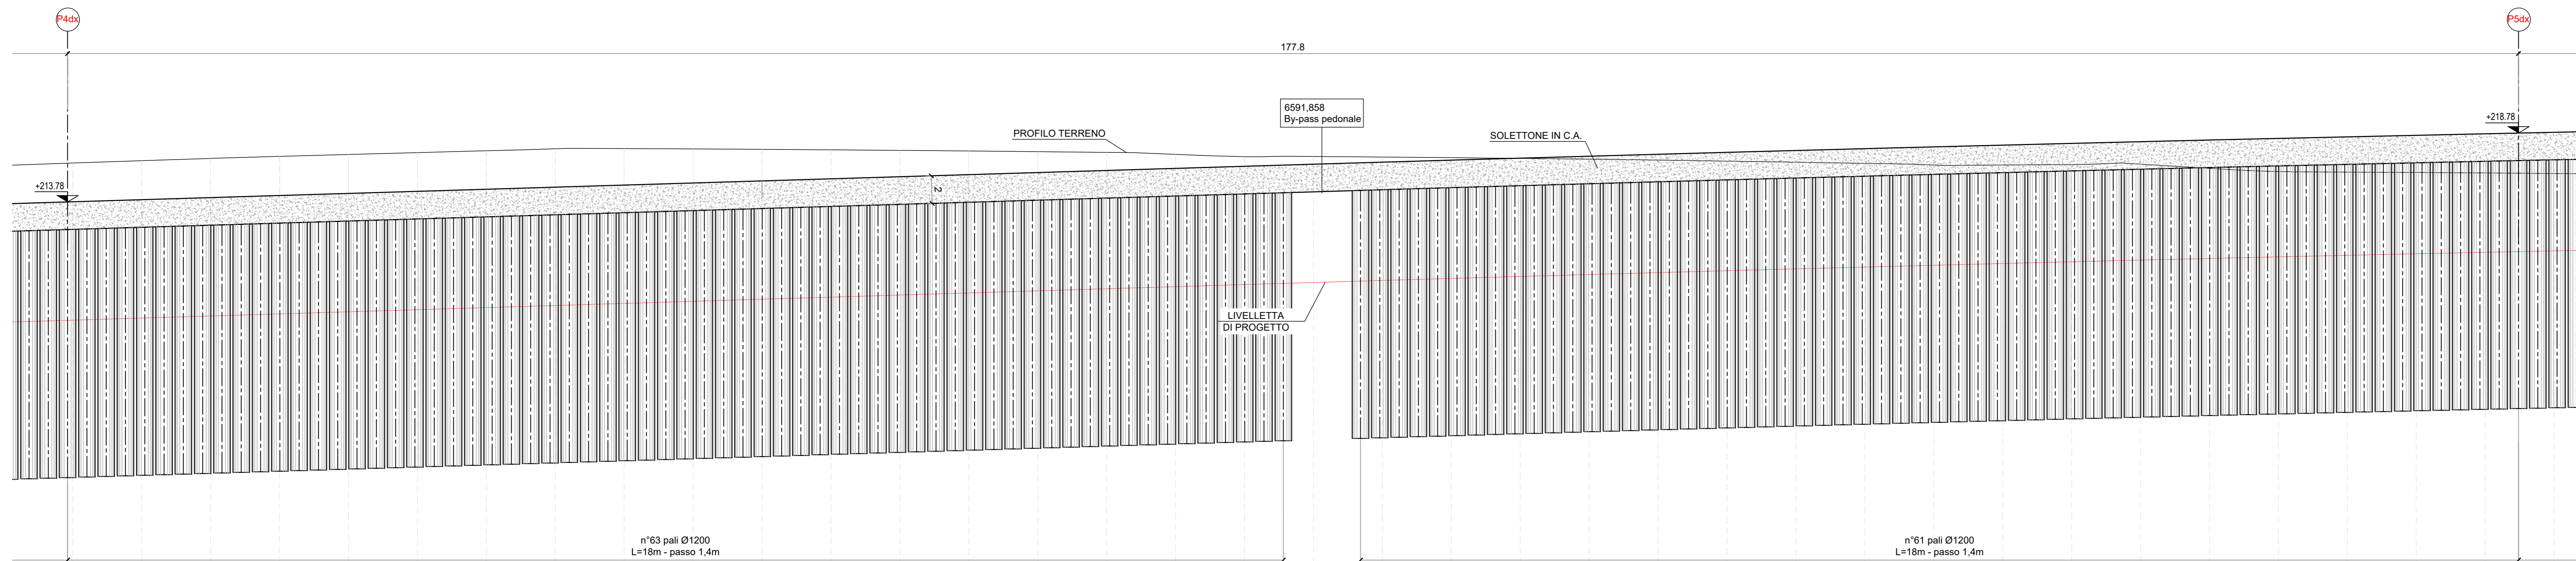 P4dx
P5dx
177.8
6591,858
By-pass pedonale
PROFILO TERRENO
SOLETTONE IN C.A.
+218.78
+213.78
2
LIVELLETTA
DI PROGETTO
n°63 pali Ø1200
L=18m - passo 1,4m
n°61 pali Ø1200
L=18m - passo 1,4m